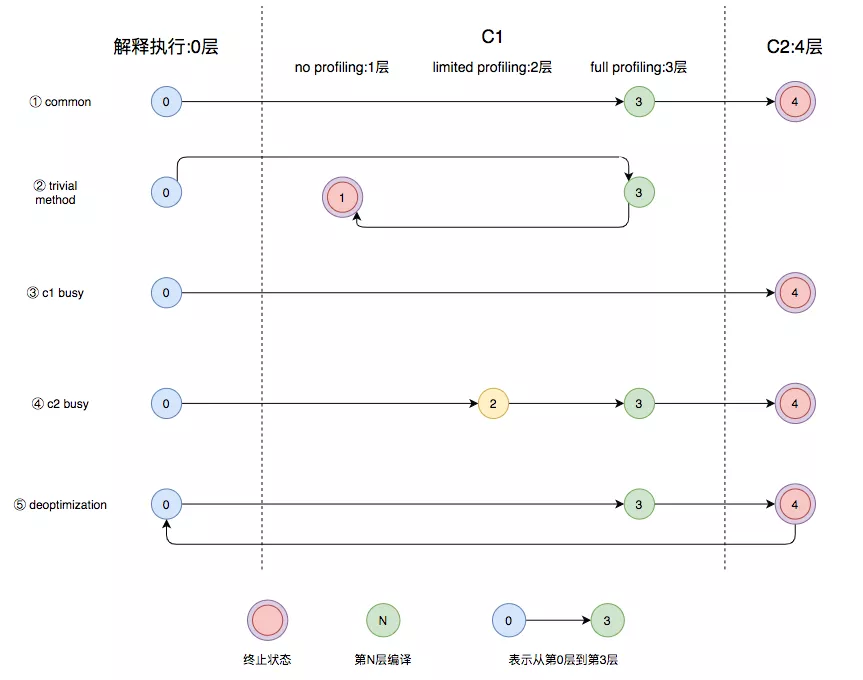 解释执行:0层
C1
C2:4层
no profiling:1层
limited profiling:2层
full profiling:3层
① common
0
3
4
② trivial
method
0
1
3
③ c1 busy
0
4
④ c2 busy
0
2
3
4
⑤ deoptimization
0
3
4
N
0
3
终止状态
第N层编译
表示从第0层到第3层